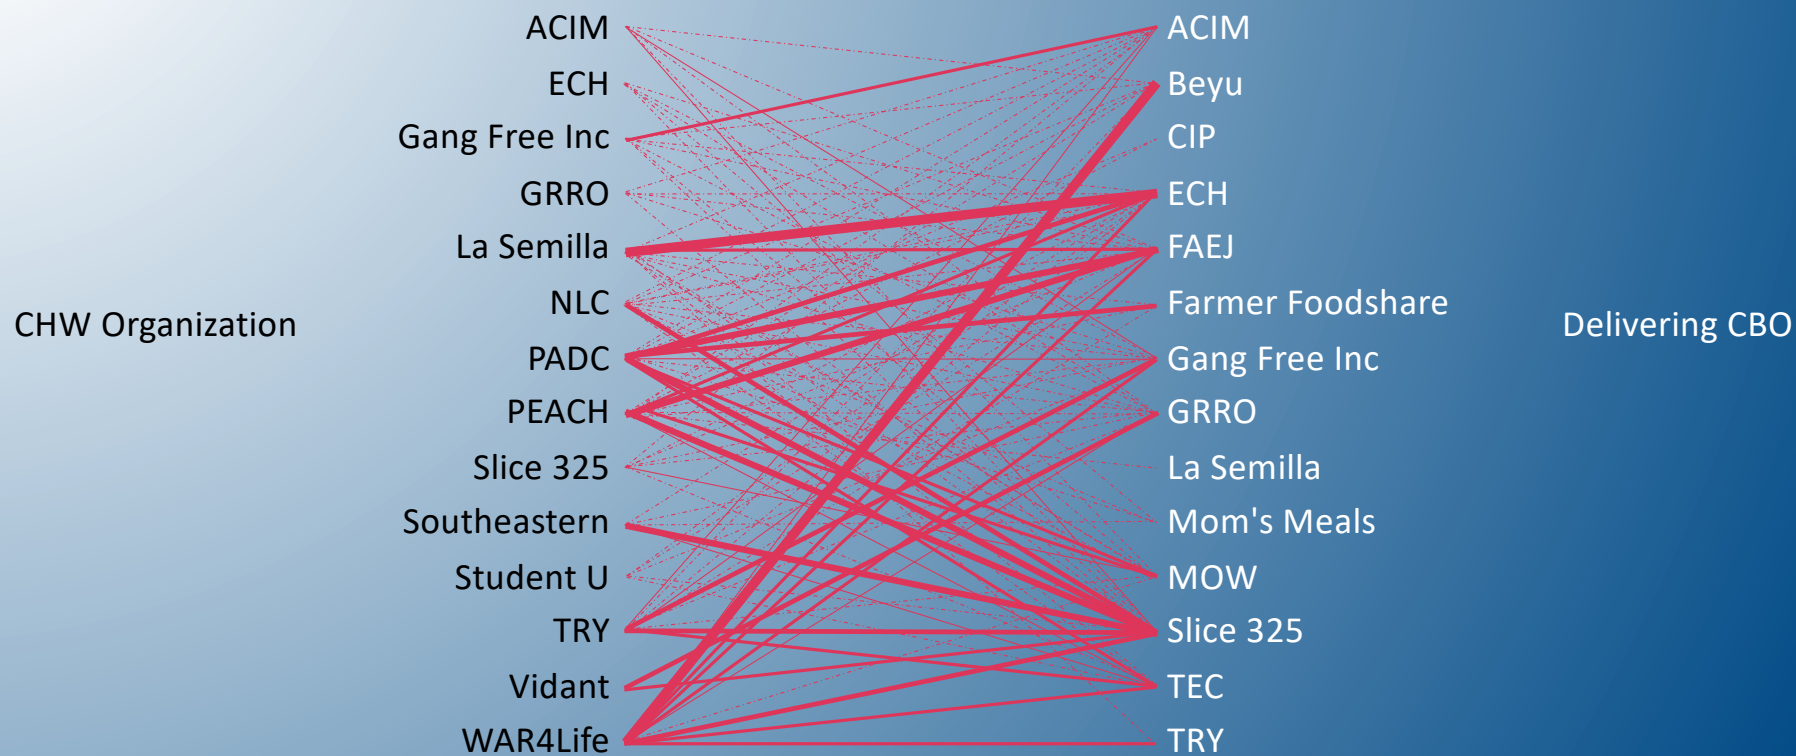 CHW Organization
ACIM
ECH
Gang Free Inc
GRRO
La Semilla
NLC
PADC
PEACH
Slice 325
Southeastern
Student U
TRY
Vidant
WAR4Life
ACIM
Beyu
CIP
ECH
FAEJ
Farmer Foodshare
Gang Free Inc
GRRO
La Semilla
Mom's Meals
MOW
Slice 325
TEC
TRY
Delivering CBO